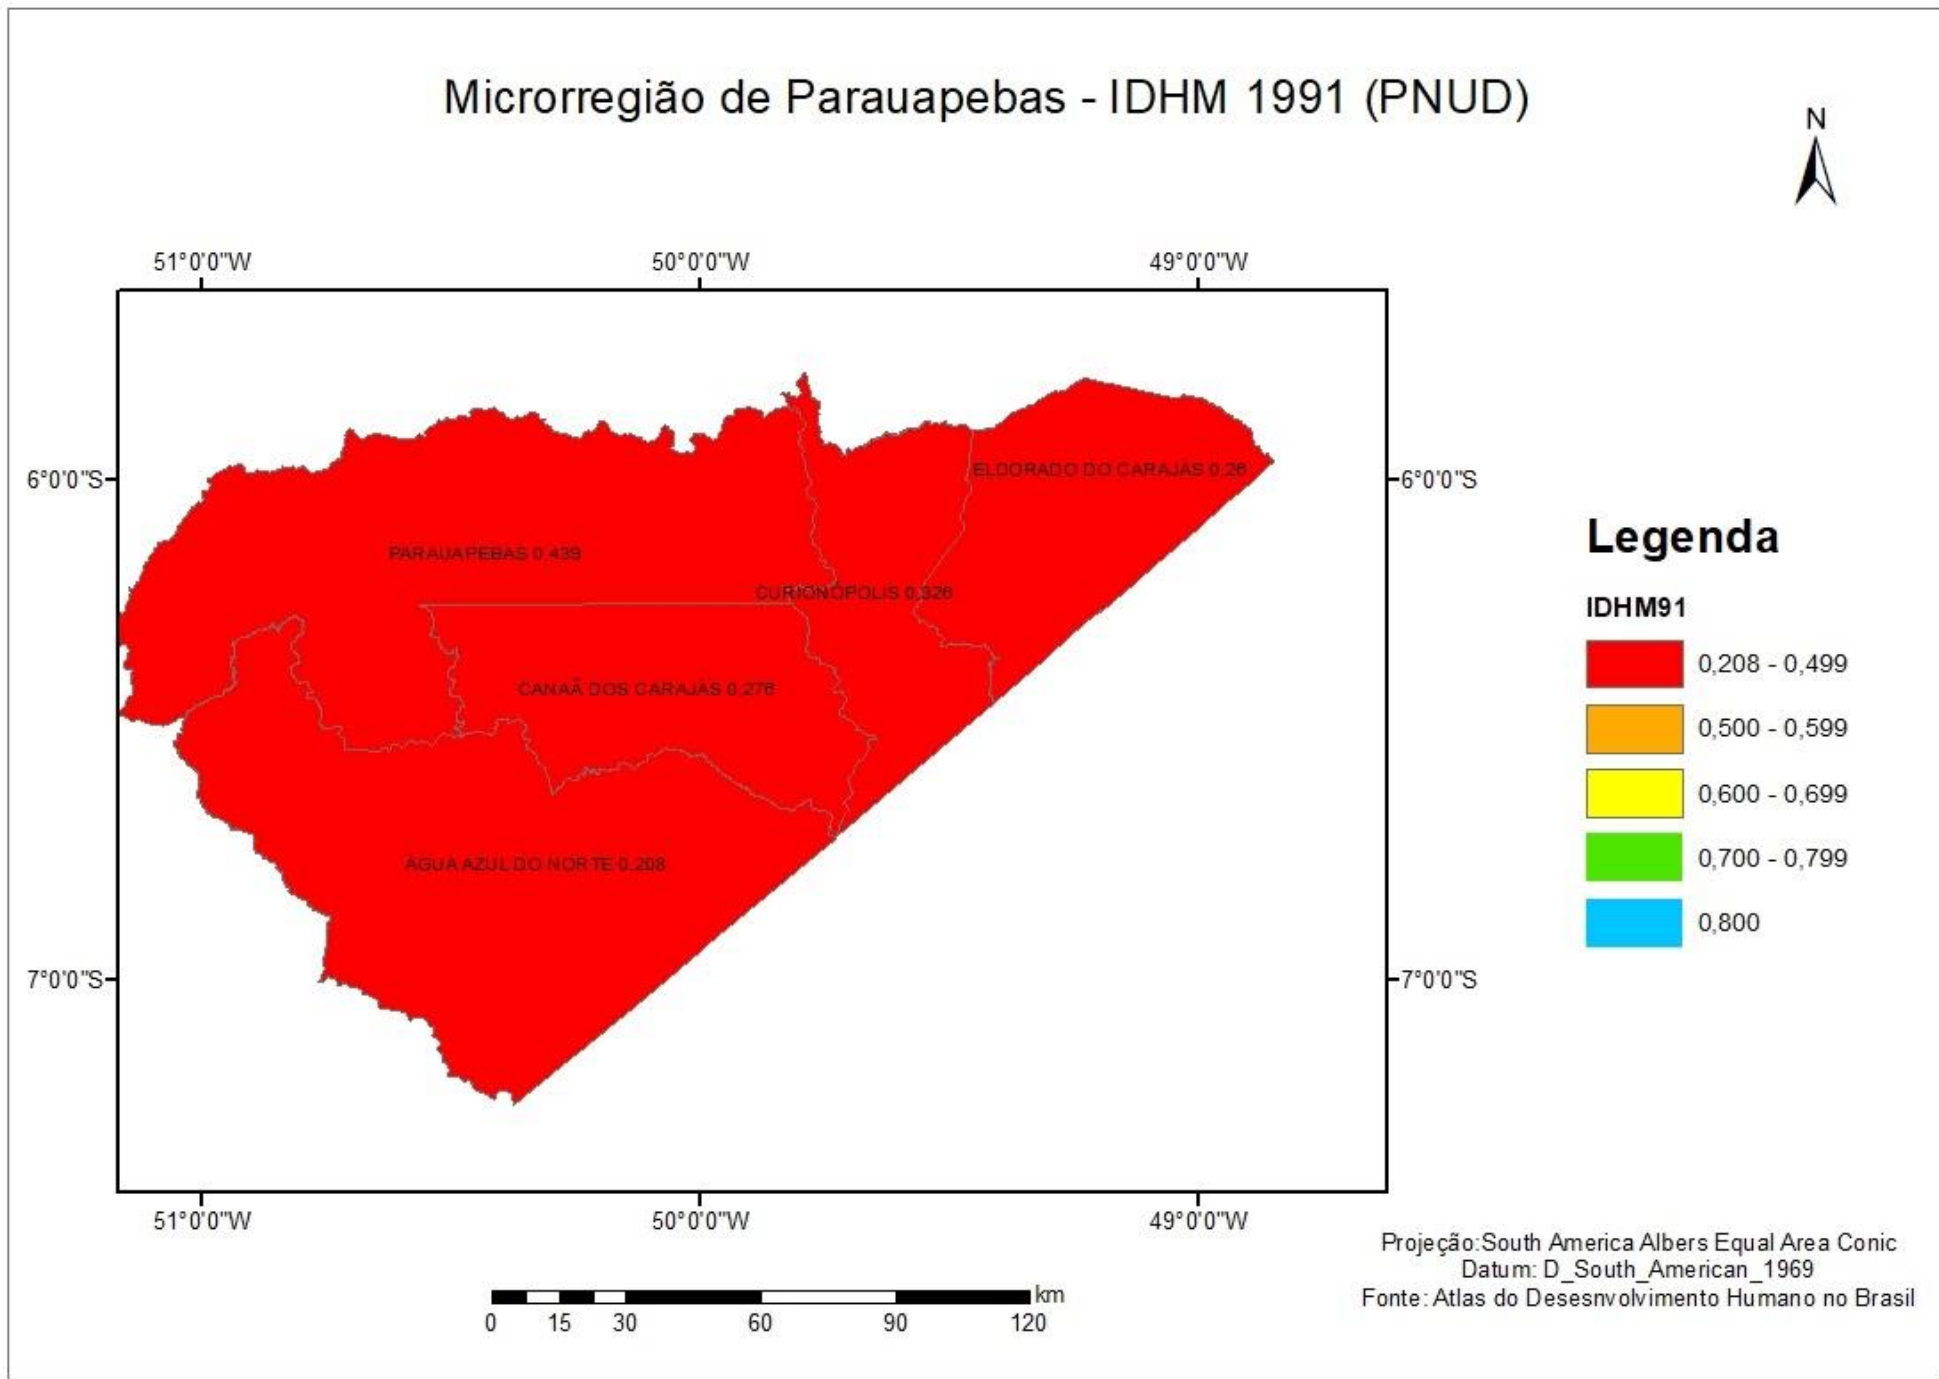 Microrregião de Parauapebas - IDHM 1991 (PNUD)
N
51°0'0"W 50°0'0"W 49°0'0"W
6°0'0"S 6°0'0"S
ELDORADO DO CARAJÁS 0,26
PARAUAPEBAS 0,439
CURIONÓPOLIS 0,326
CANAÃ DOS CARAJÁS 0,276
ÁGUA AZUL DO NORTE 0,208
7°0'0"S 7°0'0"S
51°0'0"W 50°0'0"W 49°0'0"W
Legenda
IDHM91
0,208 - 0,499
0,500 - 0,599
0,600 - 0,699
0,700 - 0,799
0,800
km
0 15 30 60 90 120
Projeção:South America Albers Equal Area Conic
Datum: D_South_American_1969
Fonte: Atlas do Desesnvolvimento Humano no Brasil